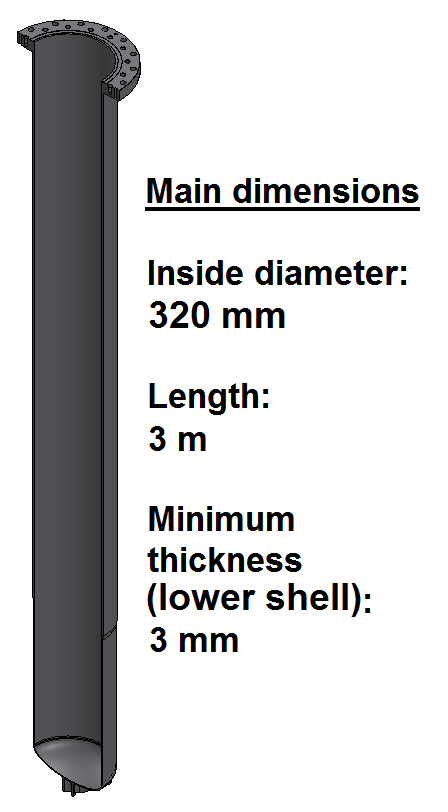 Main dimensions
Inside diameter:
320 mm
Length:
3 m
Minimum
thickness
(lower shell):
3 mm